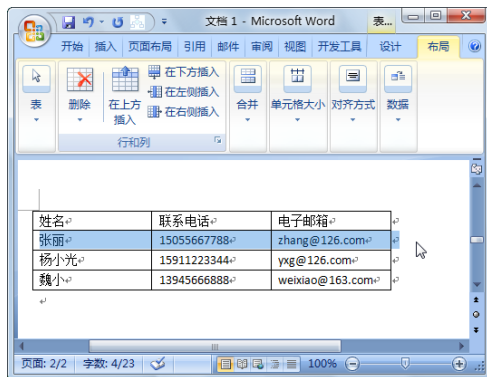 文档 1 - Microsoft Word
表...
开始 插入 页面布局 引用 邮件 审阅 视图 开发工具 设计 布局
表
删除
在上方插入
在下方插入
在左侧插入
在右侧插入
合并
单元格大小
对齐方式
数据
行和列
姓名 联系电话 电子邮箱
张丽 15055667788 zhang@126.com
杨小光 15911223344 yxg@126.com
魏小 13945666888 weixiao@163.com
页面: 2/2 字数: 4/23 100%